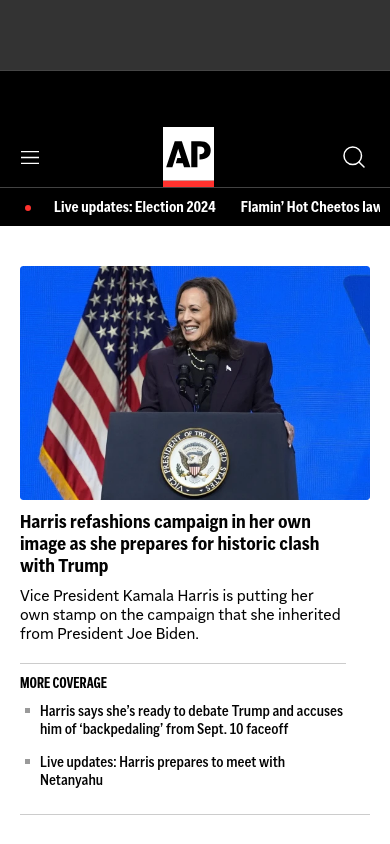 AP
Live updates: Election 2024 Flamin’ Hot Cheetos law
VICE PRESIDENT OF THE UNITED STATES
Harris refashions campaign in her own
image as she prepares for historic clash
with Trump
Vice President Kamala Harris is putting her
own stamp on the campaign that she inherited
from President Joe Biden.
MORE COVERAGE
Harris says she’s ready to debate Trump and accuses
him of ‘backpedaling’ from Sept. 10 faceoff
Live updates: Harris prepares to meet with
Netanyahu